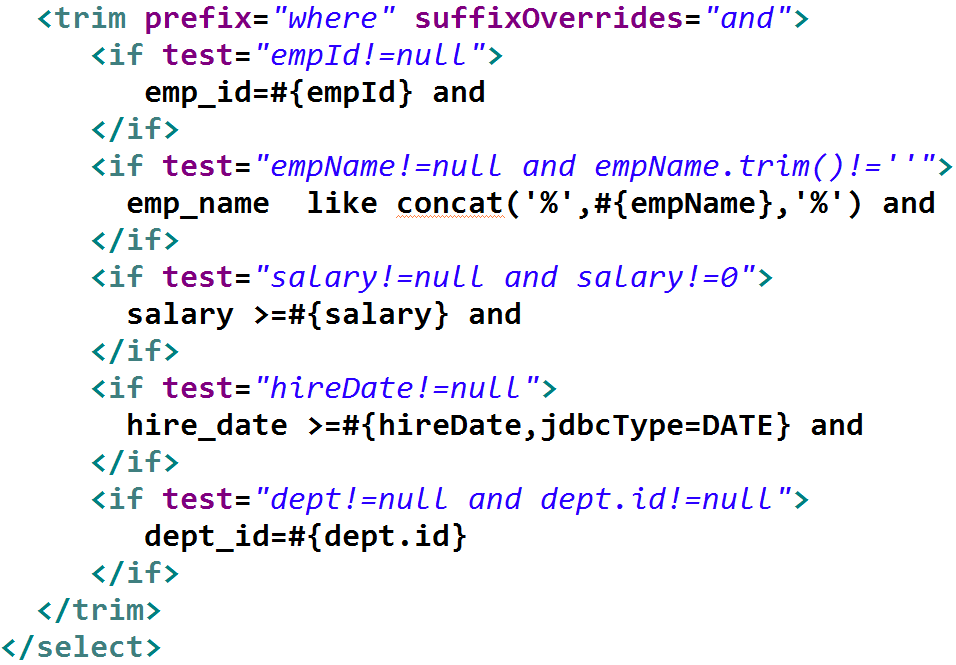 <trim prefix="where" suffixOverrides="and">
<if test="empId!=null">
emp_id=#{empId} and
</if>
<if test="empName!=null and empName.trim()!=''">
emp_name  like concat('%',#{empName},'%') and
</if>
<if test="salary!=null and salary!=0">
salary >=#{salary} and
</if>
<if test="hireDate!=null">
hire_date >=#{hireDate,jdbcType=DATE} and
</if>
<if test="dept!=null and dept.id!=null">
dept_id=#{dept.id}
</if>
</trim>
</select>